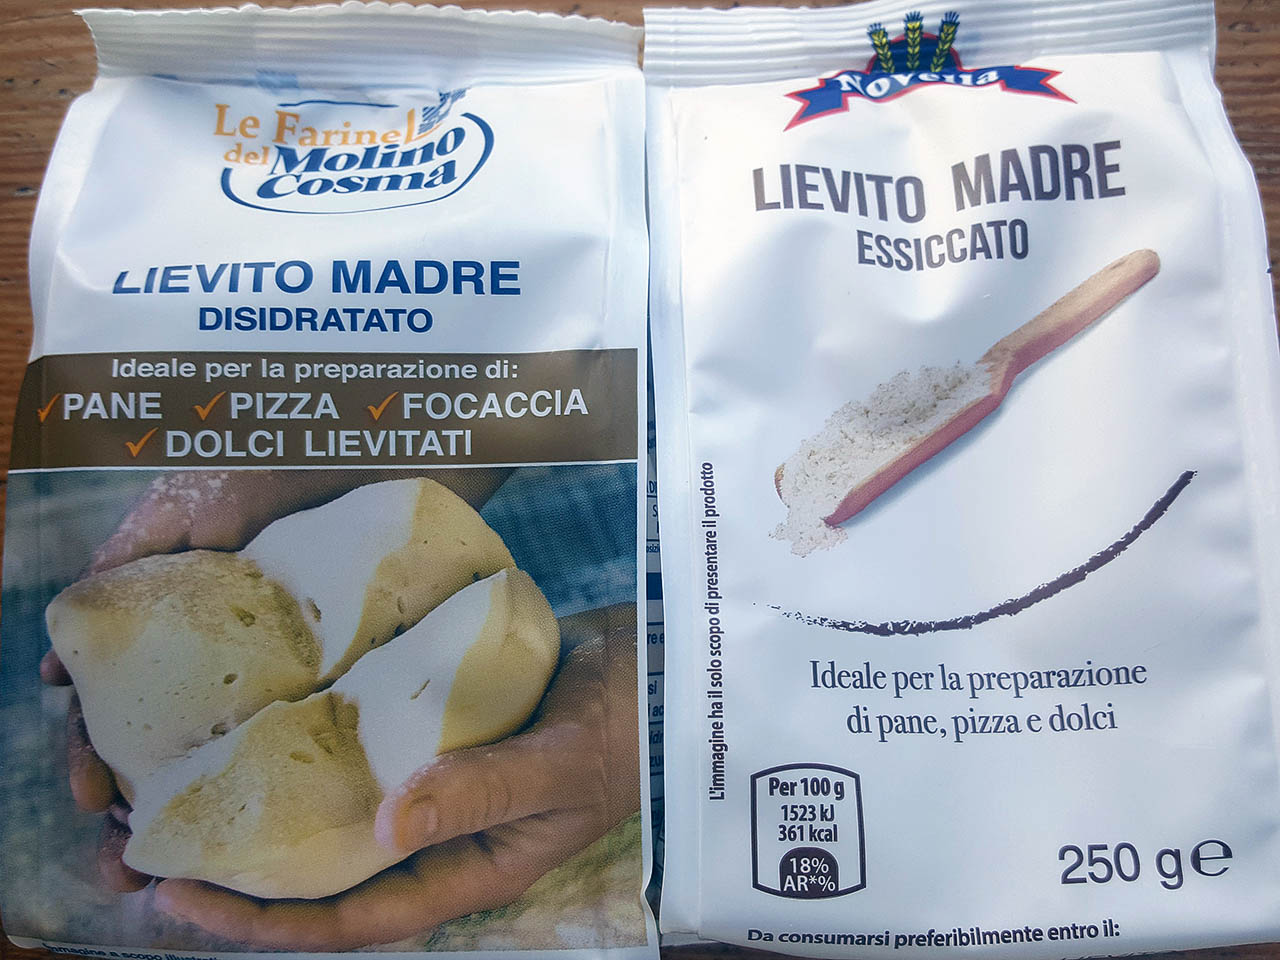 Le Farine
del Molino
Cosma
LIEVITO MADRE
DISIDRATATO
Ideale per la preparazione di:
PANE PIZZA FOCACCIA
DOLCI LIEVITATI
Novella
LIEVITO MADRE
ESSICCATO
L'immagine ha il solo scopo di presentare il prodotto
Ideale per la preparazione
di pane, pizza e dolci
Per 100 g
1523 kJ
361 kcal
18%
AR*%
250 g e
Da consumarsi preferibilmente entro il: